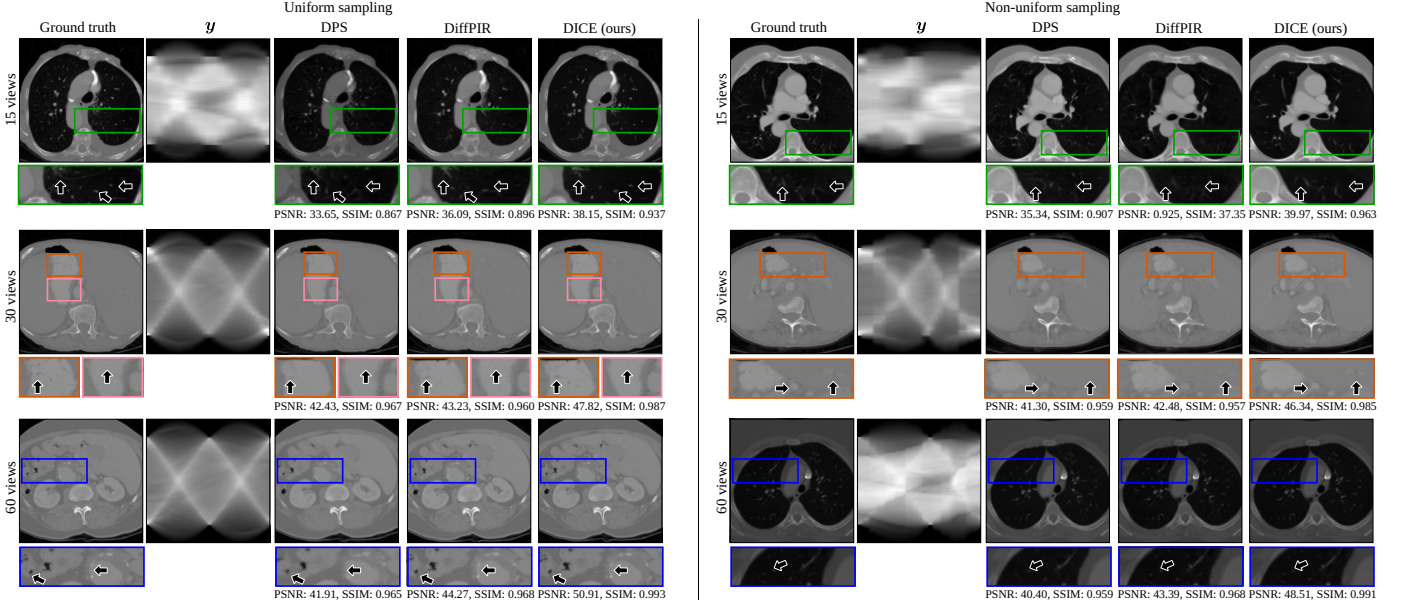 Uniform sampling
Non-uniform sampling
Ground truth
y
DPS
DiffPIR
DICE (ours)
Ground truth
y
DPS
DiffPIR
DICE (ours)
15 views
PSNR: 33.65, SSIM: 0.867
PSNR: 36.09, SSIM: 0.896
PSNR: 38.15, SSIM: 0.937
15 views
PSNR: 35.34, SSIM: 0.907
PSNR: 0.925, SSIM: 37.35
PSNR: 39.97, SSIM: 0.963
30 views
PSNR: 42.43, SSIM: 0.967
PSNR: 43.23, SSIM: 0.960
PSNR: 47.82, SSIM: 0.987
30 views
PSNR: 41.30, SSIM: 0.959
PSNR: 42.48, SSIM: 0.957
PSNR: 46.34, SSIM: 0.985
60 views
PSNR: 41.91, SSIM: 0.965
PSNR: 44.27, SSIM: 0.968
PSNR: 50.91, SSIM: 0.993
60 views
PSNR: 40.40, SSIM: 0.959
PSNR: 43.39, SSIM: 0.968
PSNR: 48.51, SSIM: 0.991